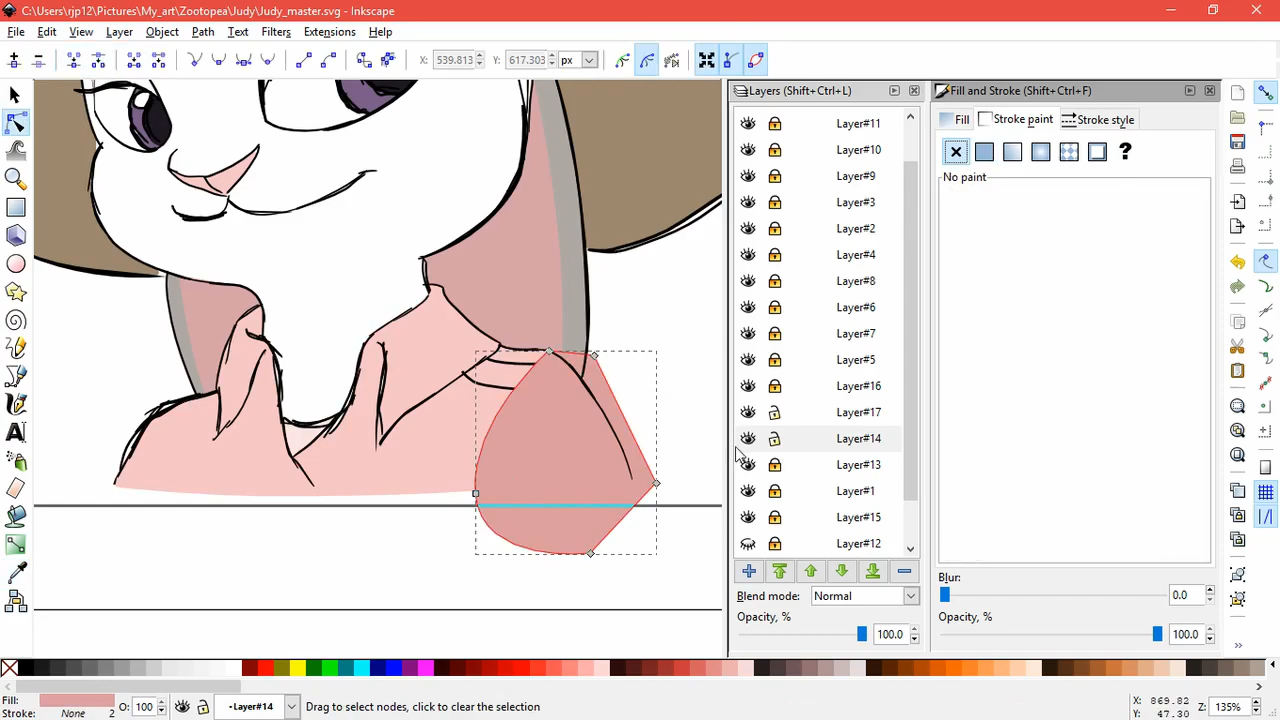 C:\Users\rjp12\Pictures\My_art\Zootopea\Judy\Judy_master.svg - Inkscape
File Edit View Layer Object Path Text Filters Extensions Help
X: 539.813 Y: 617.303 px
Layers (Shift+Ctrl+L)
Layer#11
Layer#10
Layer#9
Layer#3
Layer#2
Layer#4
Layer#8
Layer#6
Layer#7
Layer#5
Layer#16
Layer#17
Layer#14
Layer#13
Layer#1
Layer#15
Layer#12
Blend mode: Normal
Opacity, %
100.0
Fill and Stroke (Shift+Ctrl+F)
Fill Stroke paint Stroke style
?
No paint
Blur:
0.0
Opacity, %
100.0
Fill:
Stroke: None 2 O: 100 ·Layer#14 Drag to select nodes, click to clear the selection
X: 869.82
Y: 47.30
Z: 135%